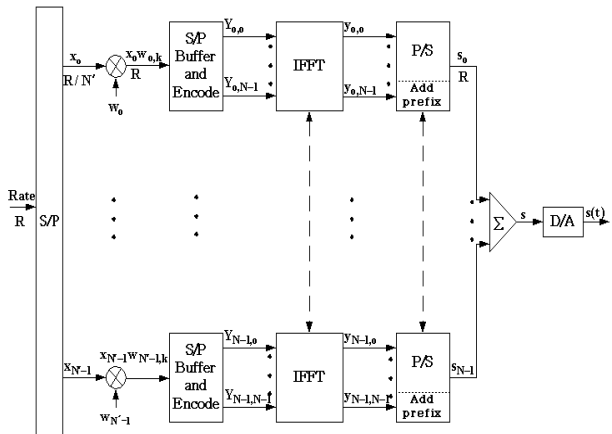 Rate
R
S/P
x₀
R / N'
w₀
x₀w₀,ₖ
R
S/P
Buffer
and
Encode
Y₀,₀
Y₀,N-1
IFFT
y₀,₀
y₀,N-1
P/S
Add
prefix
s₀
R
Σ
s
D/A
s(t)
xN'-1
wN'-1
xN'-1wN'-1,k
S/P
Buffer
and
Encode
YN-1,0
YN-1,N-1
IFFT
yN-1,0
yN-1,N-1
P/S
Add
prefix
sN-1